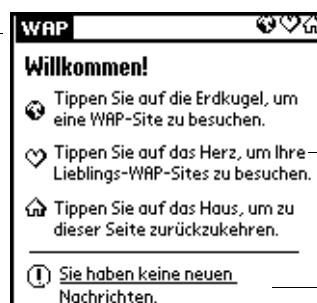 WAP
Willkommen!
Tippen Sie auf die Erdkugel, um
eine WAP-Site zu besuchen.
Tippen Sie auf das Herz, um Ihre
Lieblings-WAP-Sites zu besuchen.
Tippen Sie auf das Haus, um zu
dieser Seite zurückzukehren.
Sie haben keine neuen
Nachrichten.